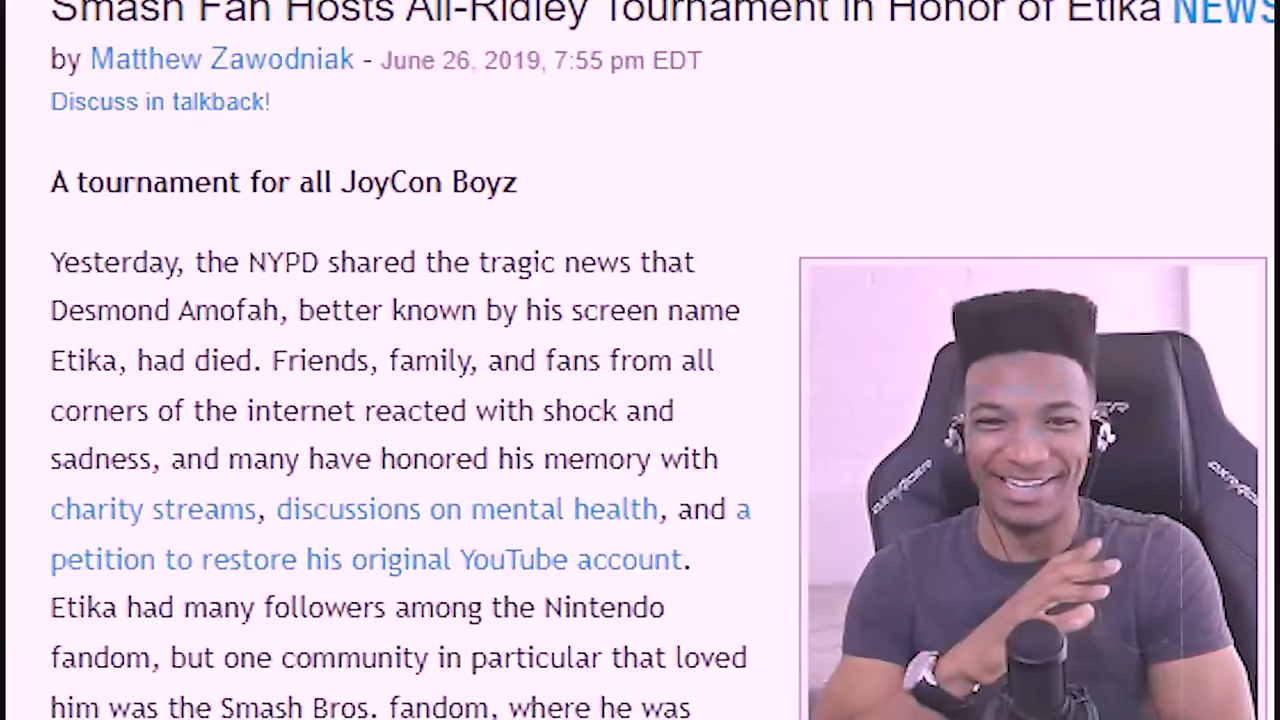 Smash Fan Hosts All-Ridley Tournament in Honor of Etika NEWS
by Matthew Zawodniak - June 26, 2019, 7:55 pm EDT
Discuss in talkback!
A tournament for all JoyCon Boyz
Yesterday, the NYPD shared the tragic news that
Desmond Amofah, better known by his screen name
Etika, had died. Friends, family, and fans from all
corners of the internet reacted with shock and
sadness, and many have honored his memory with
charity streams, discussions on mental health, and a
petition to restore his original YouTube account.
Etika had many followers among the Nintendo
fandom, but one community in particular that loved
him was the Smash Bros. fandom, where he was